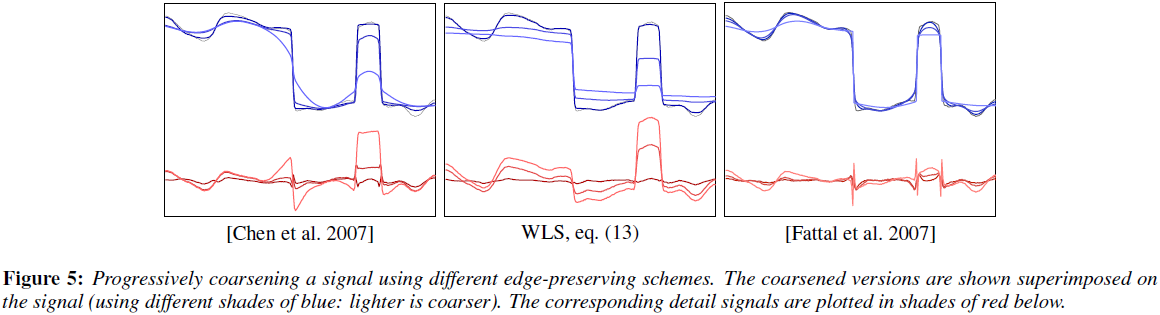 [Chen et al. 2007]
WLS, eq. (13)
[Fattal et al. 2007]
Figure 5: Progressively coarsening a signal using different edge-preserving schemes. The coarsened versions are shown superimposed on
the signal (using different shades of blue: lighter is coarser). The corresponding detail signals are plotted in shades of red below.